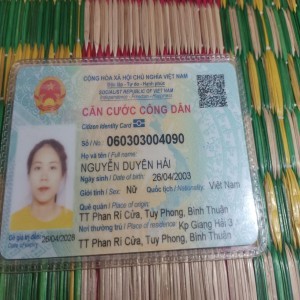 CỘNG HÒA XÃ HỘI CHỦ NGHĨA VIỆT NAM
Độc lập - Tự do - Hạnh phúc
SOCIALIST REPUBLIC OF VIET NAM
Independence - Freedom - Happiness
CĂN CƯỚC CÔNG DÂN
Citizen Identity Card
Số / No.: 060303004090
Họ và tên / Full name:
NGUYỄN DUYÊN HẢI
Ngày sinh / Date of birth: 26/04/2003
Giới tính / Sex: Nữ Quốc tịch / Nationality: Việt Nam
Quê quán / Place of origin:
TT Phan Rí Cửa, Tuy Phong, Bình Thuận
Nơi thường trú / Place of residence: Kp Giang Hải 3
TT Phan Rí Cửa, Tuy Phong, Bình Thuận
Có giá trị đến: 26/04/2028